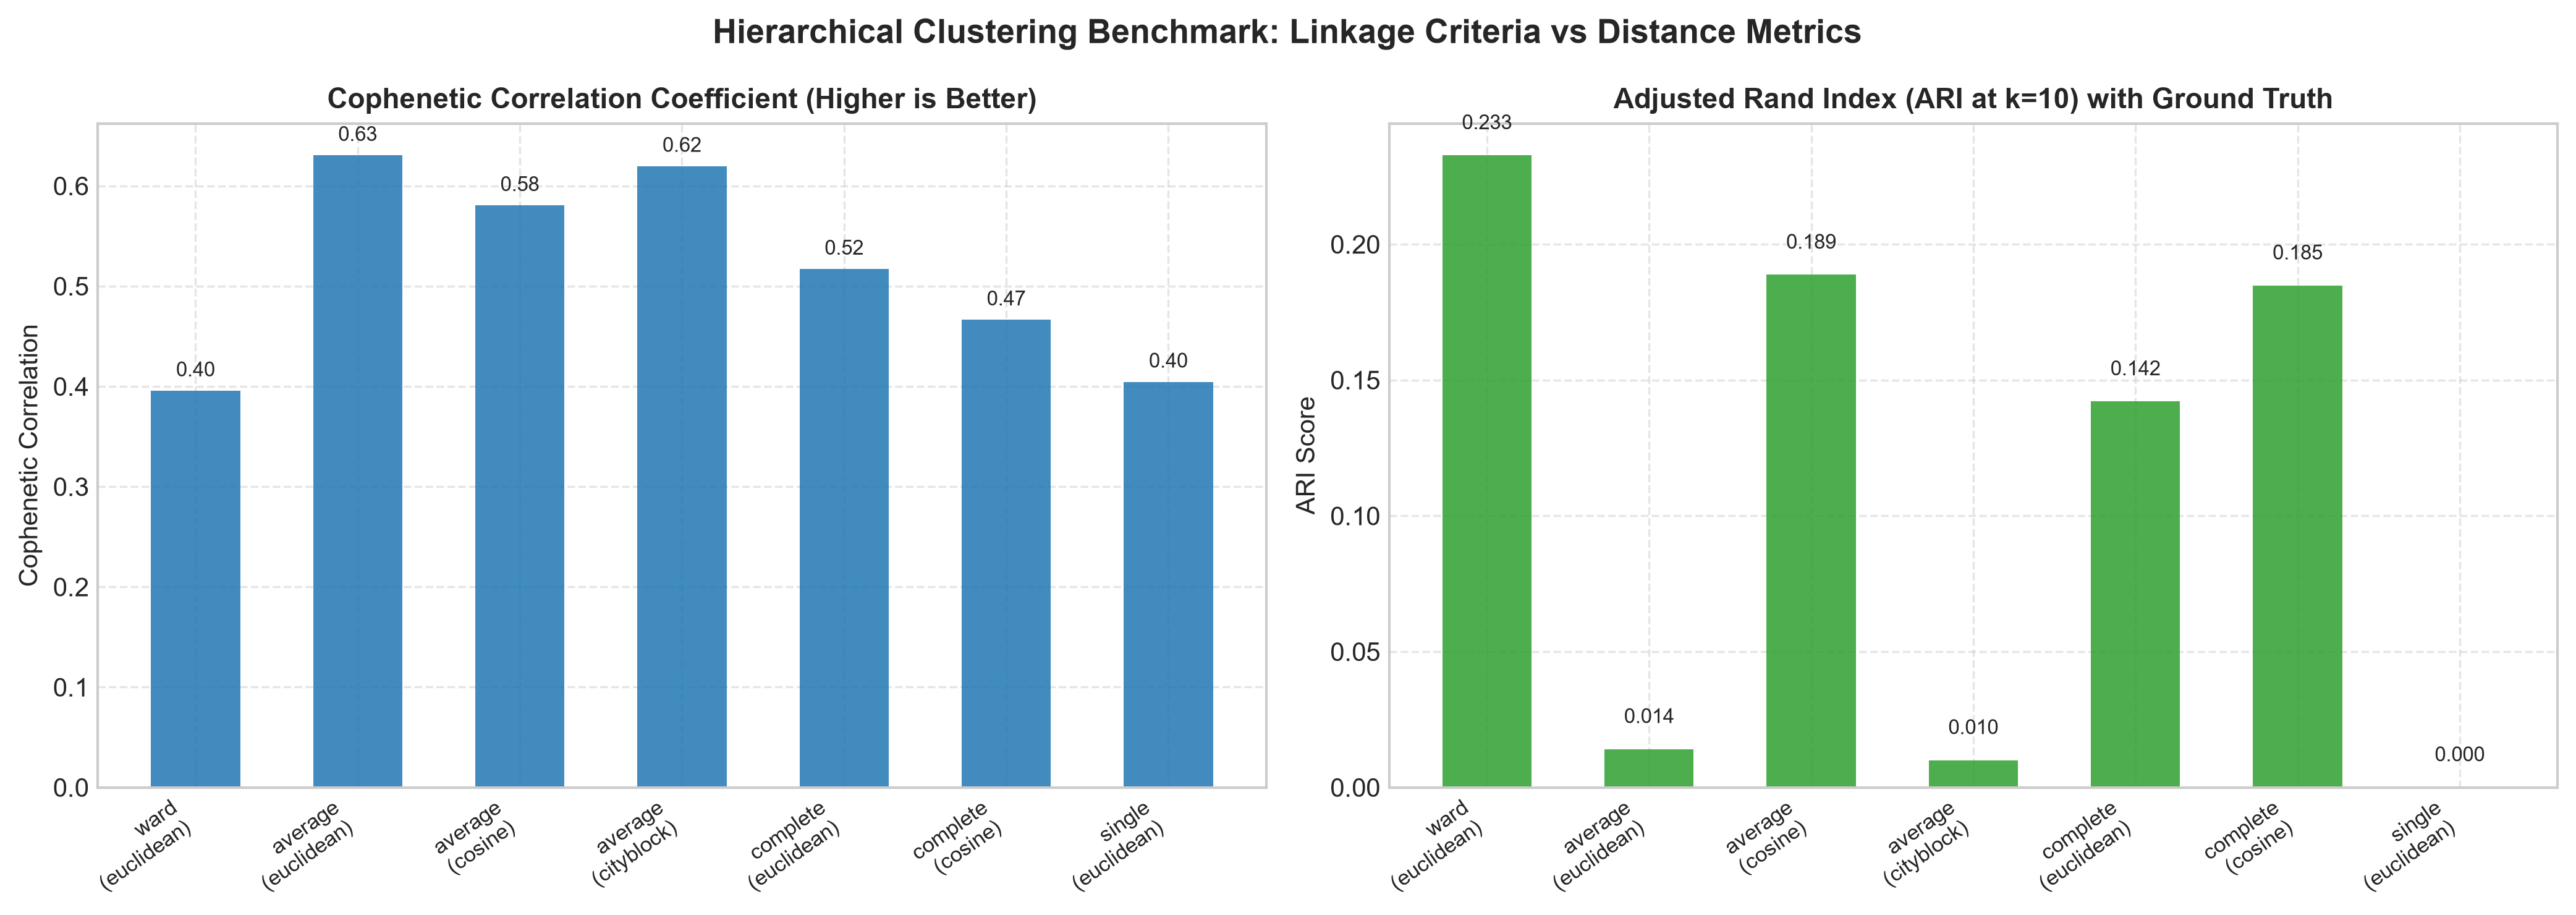 Hierarchical Clustering Benchmark: Linkage Criteria vs Distance Metrics
Cophenetic Correlation Coefficient (Higher is Better)
Cophenetic Correlation
0.6
0.5
0.4
0.3
0.2
0.1
0.0
0.40
0.63
0.58
0.62
0.52
0.47
0.40
ward
(euclidean)
average
(euclidean)
average
(cosine)
average
(cityblock)
complete
(euclidean)
complete
(cosine)
single
(euclidean)
Adjusted Rand Index (ARI at k=10) with Ground Truth
ARI Score
0.20
0.15
0.10
0.05
0.00
0.233
0.014
0.189
0.010
0.142
0.185
0.000
ward
(euclidean)
average
(euclidean)
average
(cosine)
average
(cityblock)
complete
(euclidean)
complete
(cosine)
single
(euclidean)